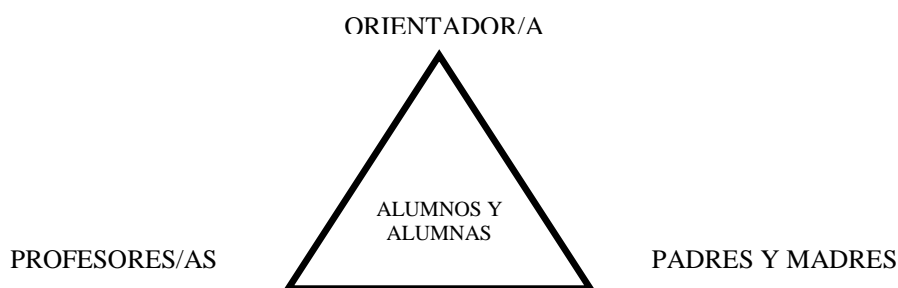 ORIENTADOR/A
ALUMNOS Y
ALUMNAS
PROFESORES/AS
PADRES Y MADRES